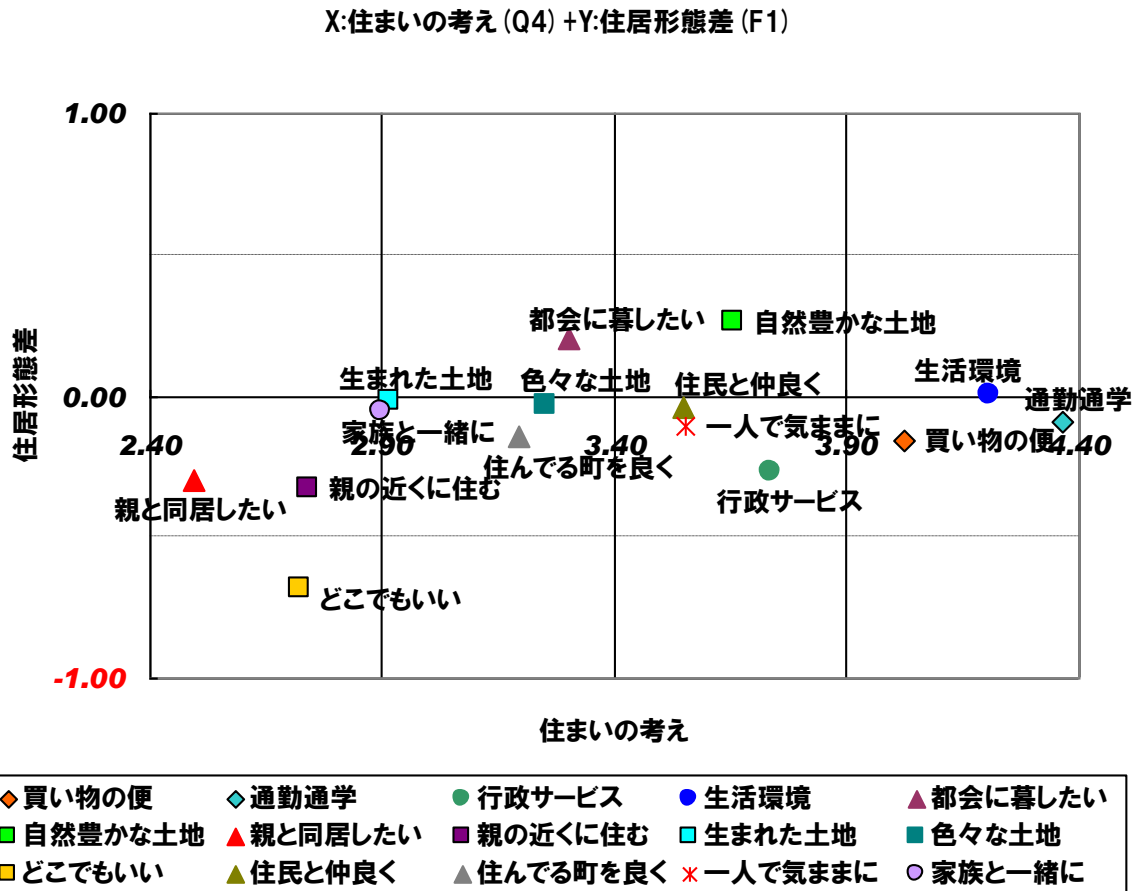 X:住まいの考え(Q4)+Y:住居形態差(F1)
1.00
都会に暮したい
自然豊かな土地
生活環境
生まれた土地
色々な土地
住民と仲良く
通勤通学
0.00
住居形態差
家族と一緒に
一人で気ままに
買い物の便
2.40
2.90
3.40
3.90
4.40
住んでる町を良く
親の近くに住む
行政サービス
親と同居したい
どこでもいい
-1.00
住まいの考え
買い物の便 通勤通学 行政サービス 生活環境 都会に暮したい
自然豊かな土地 親と同居したい 親の近くに住む 生まれた土地 色々な土地
どこでもいい 住民と仲良く 住んでる町を良く 一人で気ままに 家族と一緒に